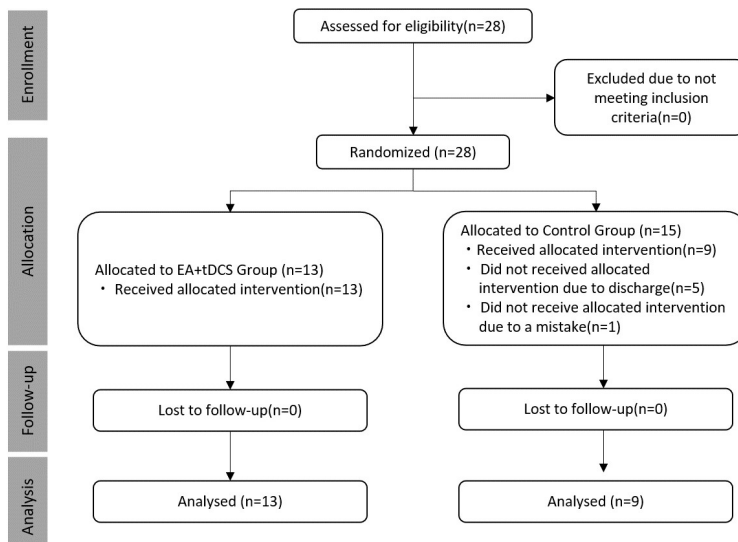 Enrollment
Assessed for eligibility(n=28)
Excluded due to not
meeting inclusion
criteria(n=0)
Randomized (n=28)
Allocation
Allocated to EA+tDCS Group (n=13)
・ Received allocated intervention(n=13)
Allocated to Control Group (n=15)
・ Received allocated intervention(n=9)
・ Did not received allocated
intervention due to discharge(n=5)
・ Did not receive allocated intervention
due to a mistake(n=1)
Follow-up
Lost to follow-up(n=0)
Lost to follow-up(n=0)
Analysis
Analysed (n=13)
Analysed (n=9)